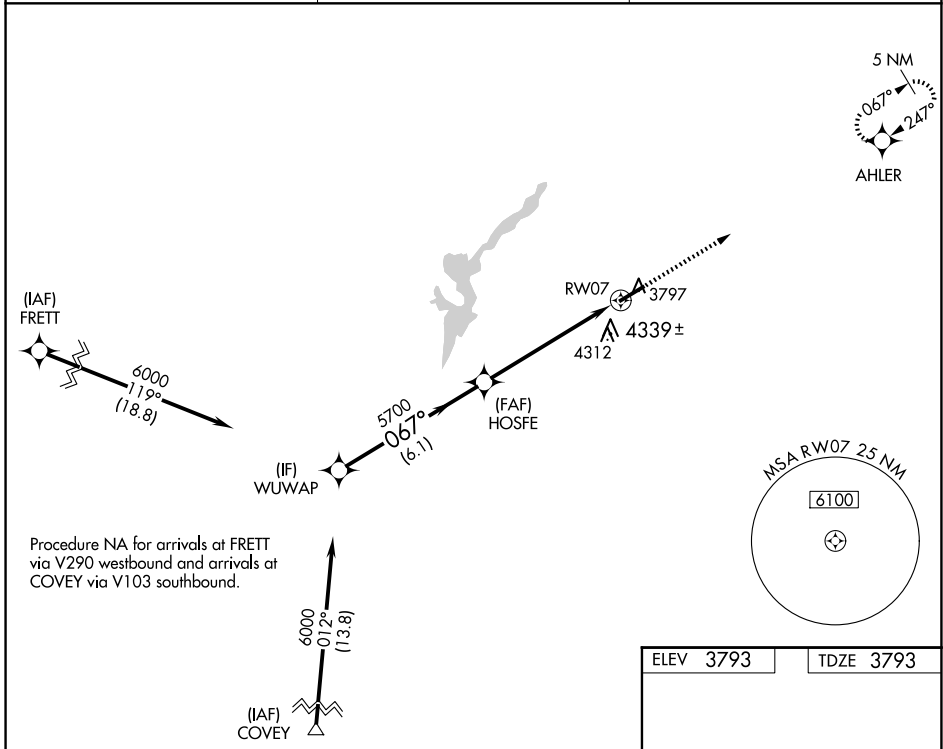 5 NM
067°
247°
AHLER
RW07
3797
4312
4339±
(IAF)
FRETT
6000
119°
(18.8)
5700
067°
(6.1)
(FAF)
HOSFE
(IF)
WUWAP
MSA RW07 25 NM
6100
Procedure NA for arrivals at FRETT
via V290 westbound and arrivals at
COVEY via V103 southbound.
6000
012°
(13.8)
(IAF)
COVEY
ELEV 3793
TDZE 3793